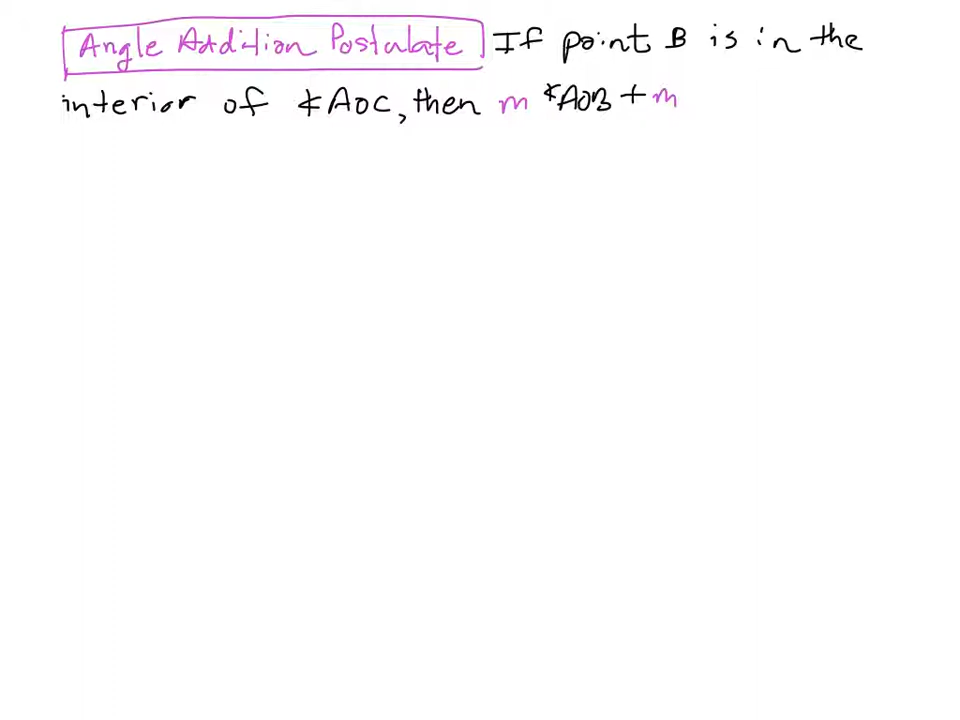 Angle Addition Postulate If point B is in the
interior of ∢AOC, then m ∢AOB + m